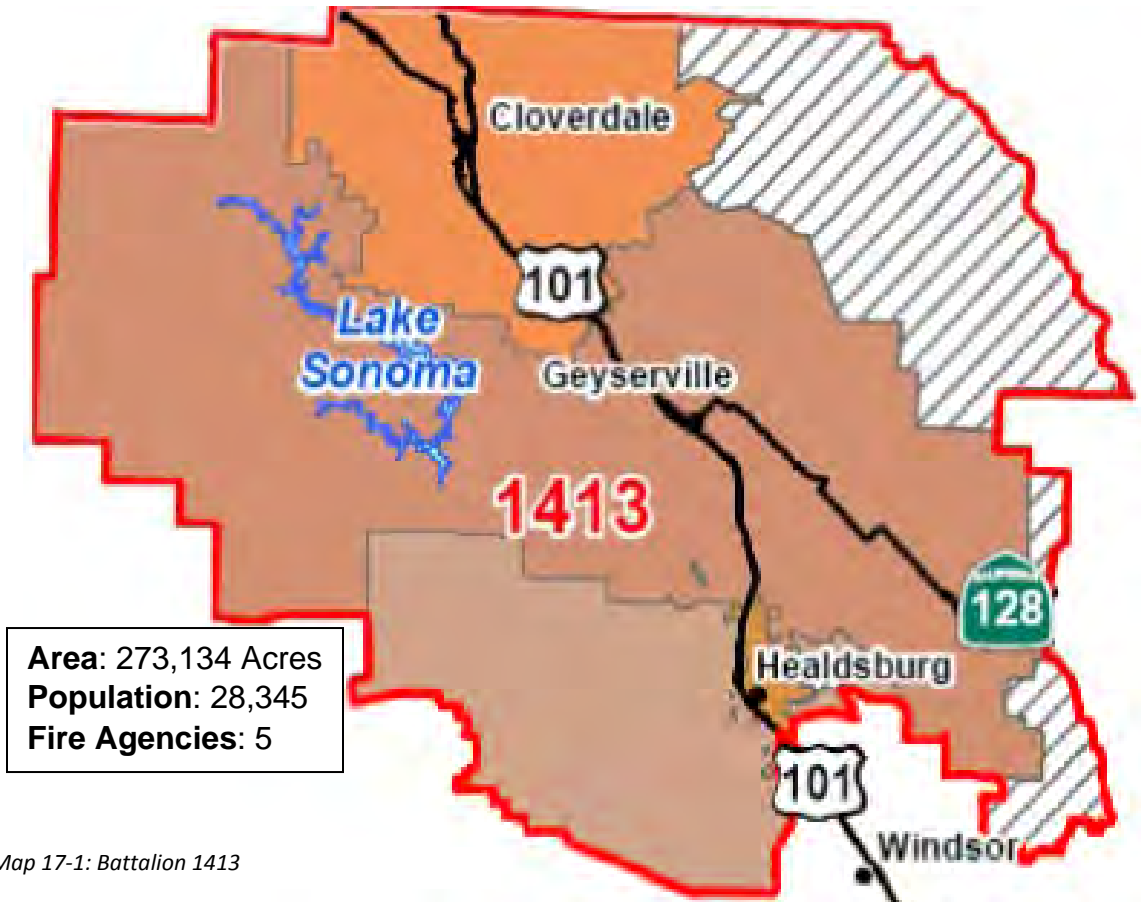 Cloverdale
101
Lake
Sonoma
Geyserville
1413
128
Healdsburg
Area: 273,134 Acres
Population: 28,345
Fire Agencies: 5
101
Windsor
Map 17-1: Battalion 1413